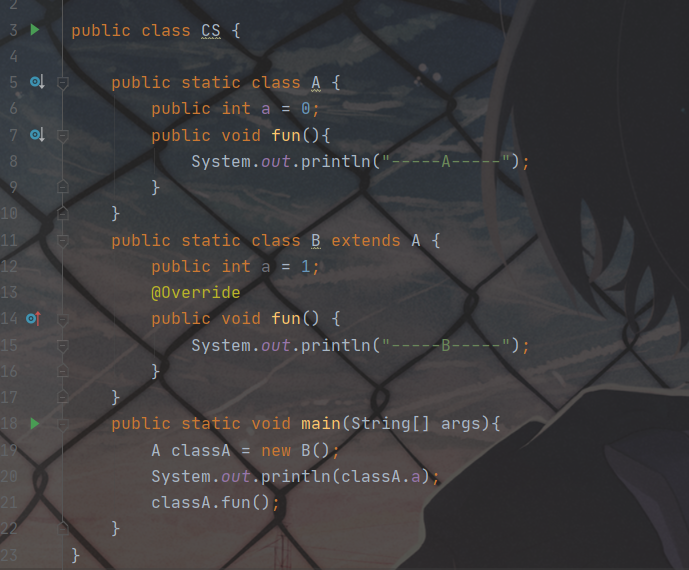 2
3 public class CS {
4
5 public static class A {
6 public int a = 0;
7 public void fun(){
8 System.out.println("-----A-----");
9 }
10 }
11 public static class B extends A {
12 public int a = 1;
13 @Override
14 public void fun() {
15 System.out.println("-----B-----");
16 }
17 }
18 public static void main(String[] args){
19 A classA = new B();
20 System.out.println(classA.a);
21 classA.fun();
22 }
23 }